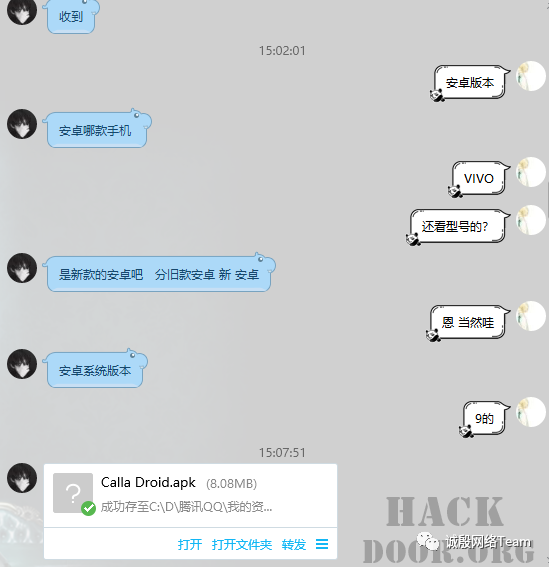 收到
15:02:01
安卓版本
安卓哪款手机
VIVO
还看型号的?
是新款的安卓吧 分旧款安卓 新 安卓
恩 当然哇
安卓系统版本
9的
15:07:51
Calla Droid.apk (8.08MB)
成功存至C:\D\腾讯QQ\我的资...
打开 打开文件夹 转发
HACK
DOOR.ORG
诚殷网络Team